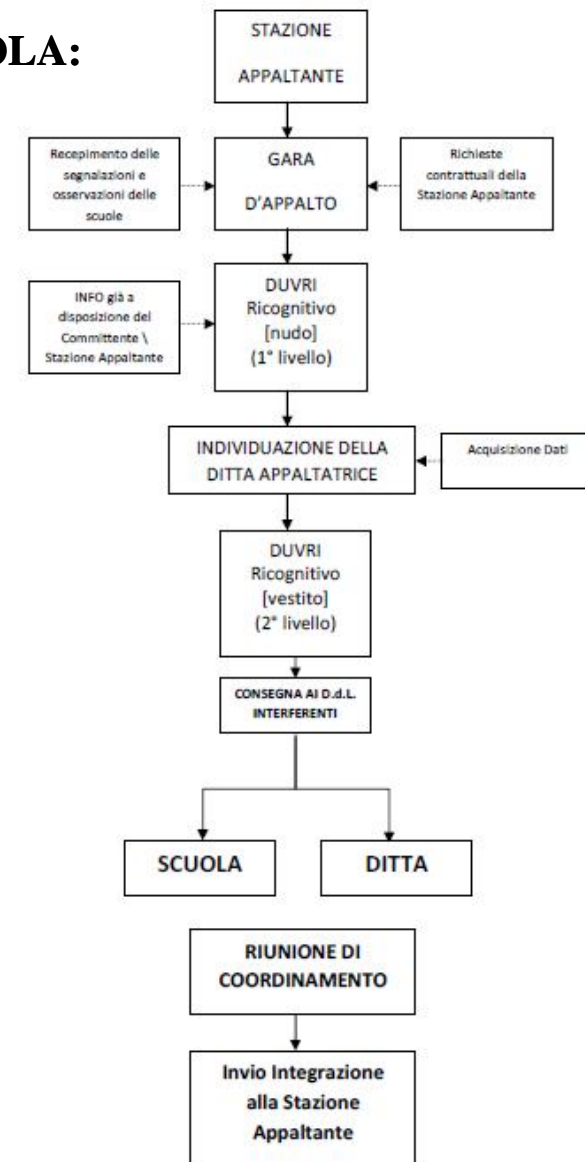 OLA:
STAZIONE
APPALTANTE
Recepimento delle
segnalazioni e
osservazioni delle
scuole
GARA
D'APPALTO
Richieste
contrattuali della
Stazione Appaltante
INFO già a
disposizione del
Committente \
Stazione Appaltante
DUVRI
Ricognitivo
[nudo]
(1° livello)
INDIVIDUAZIONE DELLA
DITTA APPALTATRICE
Acquisizione Dati
DUVRI
Ricognitivo
[vestito]
(2° livello)
CONSEGNA AI D.d.L.
INTERFERENTI
SCUOLA
DITTA
RIUNIONE DI
COORDINAMENTO
Invio Integrazione
alla Stazione
Appaltante